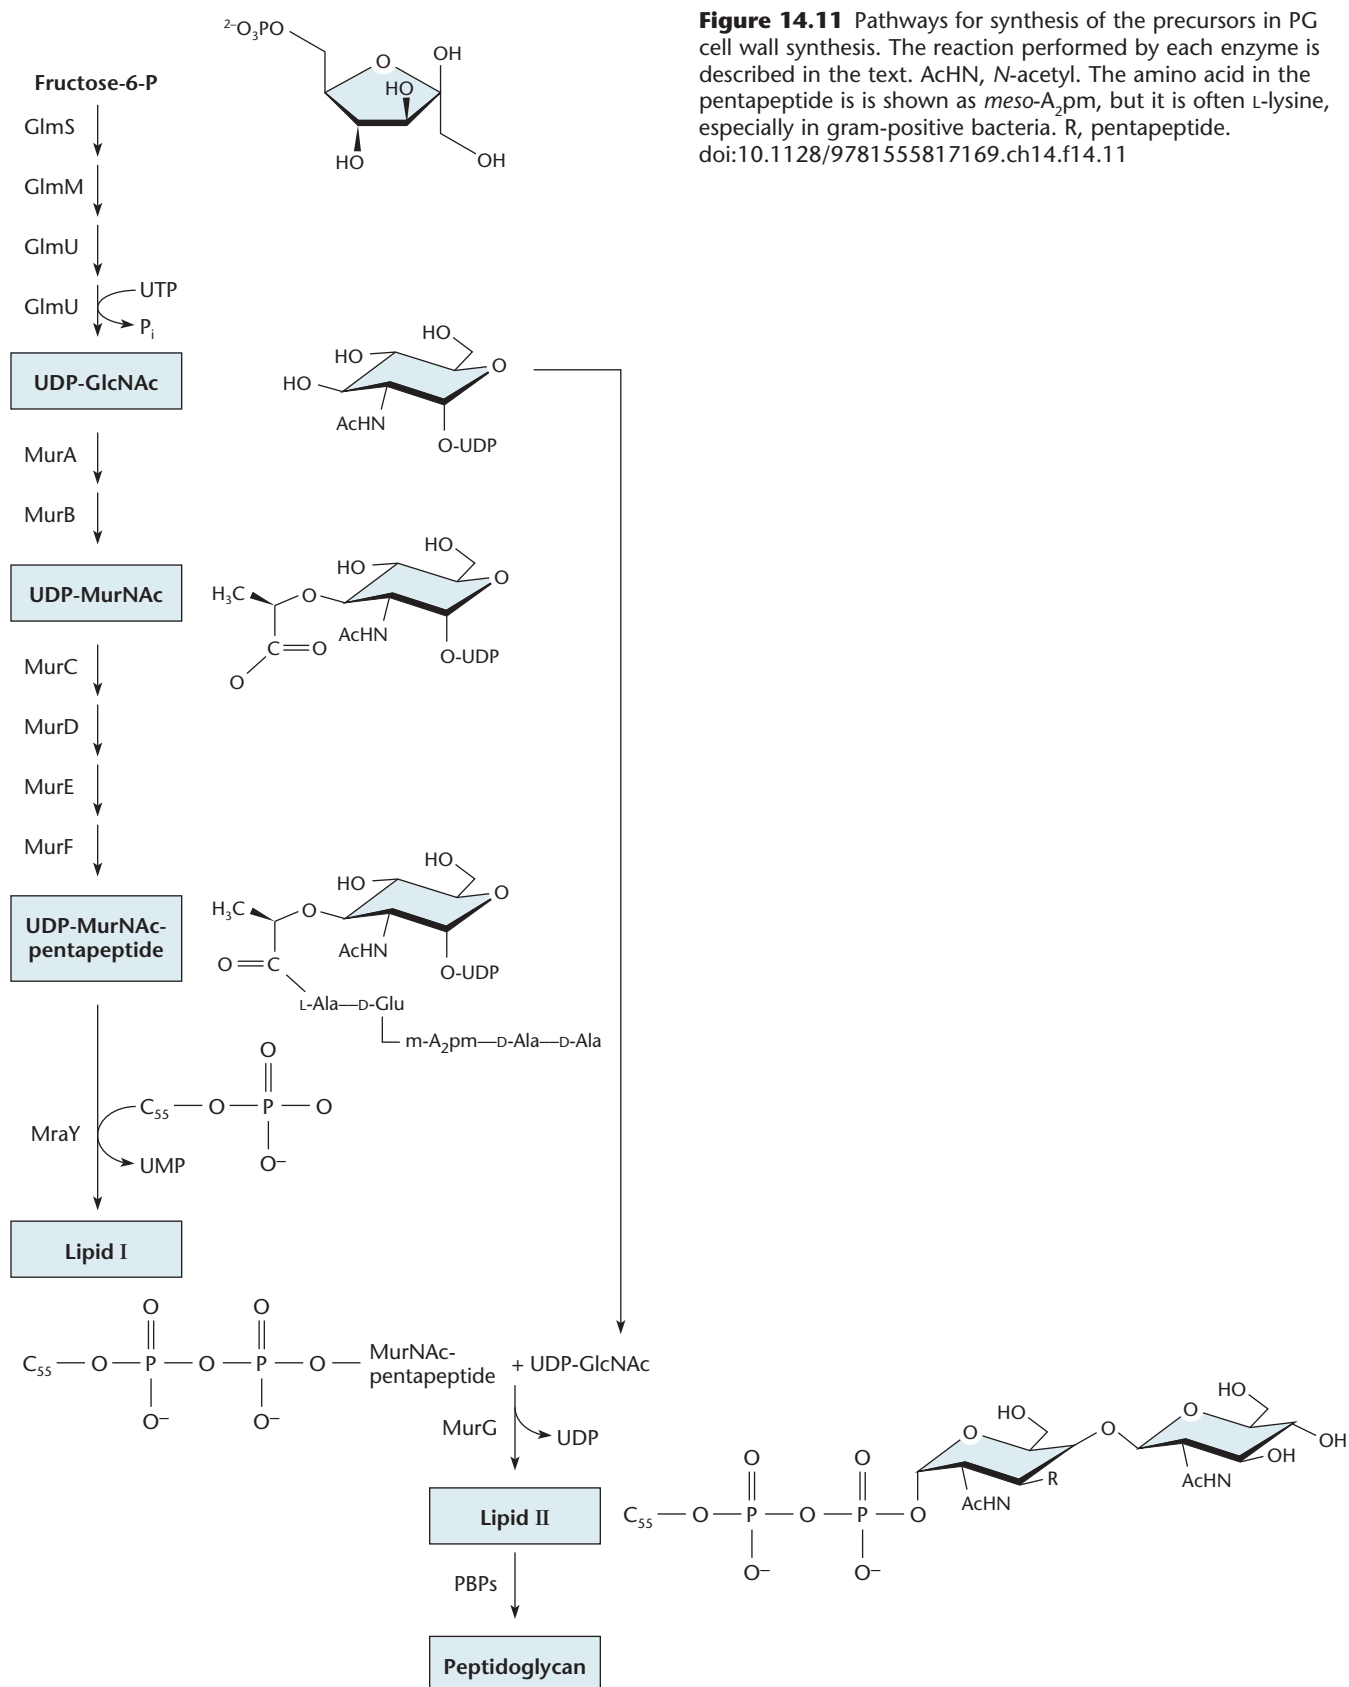 Figure 14.11 Pathways for synthesis of the precursors in PG
cell wall synthesis. The reaction performed by each enzyme is
described in the text. AcHN, N-acetyl. The amino acid in the
pentapeptide is is shown as meso-A₂pm, but it is often L-lysine,
especially in gram-positive bacteria. R, pentapeptide.
doi:10.1128/9781555817169.ch14.f14.11
Fructose-6-P
²⁻O₃PO
O
OH
HO
HO
OH
GlmS
GlmM
GlmU
GlmU
UTP
Pᵢ
UDP-GlcNAc
HO
HO
O
HO
AcHN
O-UDP
MurA
MurB
UDP-MurNAc
HO
HO
O
H₃C
O
AcHN
C=O
O-UDP
O
MurC
MurD
MurE
MurF
UDP-MurNAc-
pentapeptide
HO
HO
O
H₃C
O
AcHN
O=C
O-UDP
L-Ala—D-Glu
m-A₂pm—D-Ala—D-Ala
O
C₅₅—O—P—O
O–
MraY
UMP
Lipid I
O O
C₅₅—O—P—O—P—O—
O– O–
MurNAc-
pentapeptide
+ UDP-GlcNAc
MurG
UDP
Lipid II
HO
O
O
HO
O
OH
OH
AcHN
R
AcHN
O O
C₅₅—O—P—O—P—O
O– O–
PBPs
Peptidoglycan